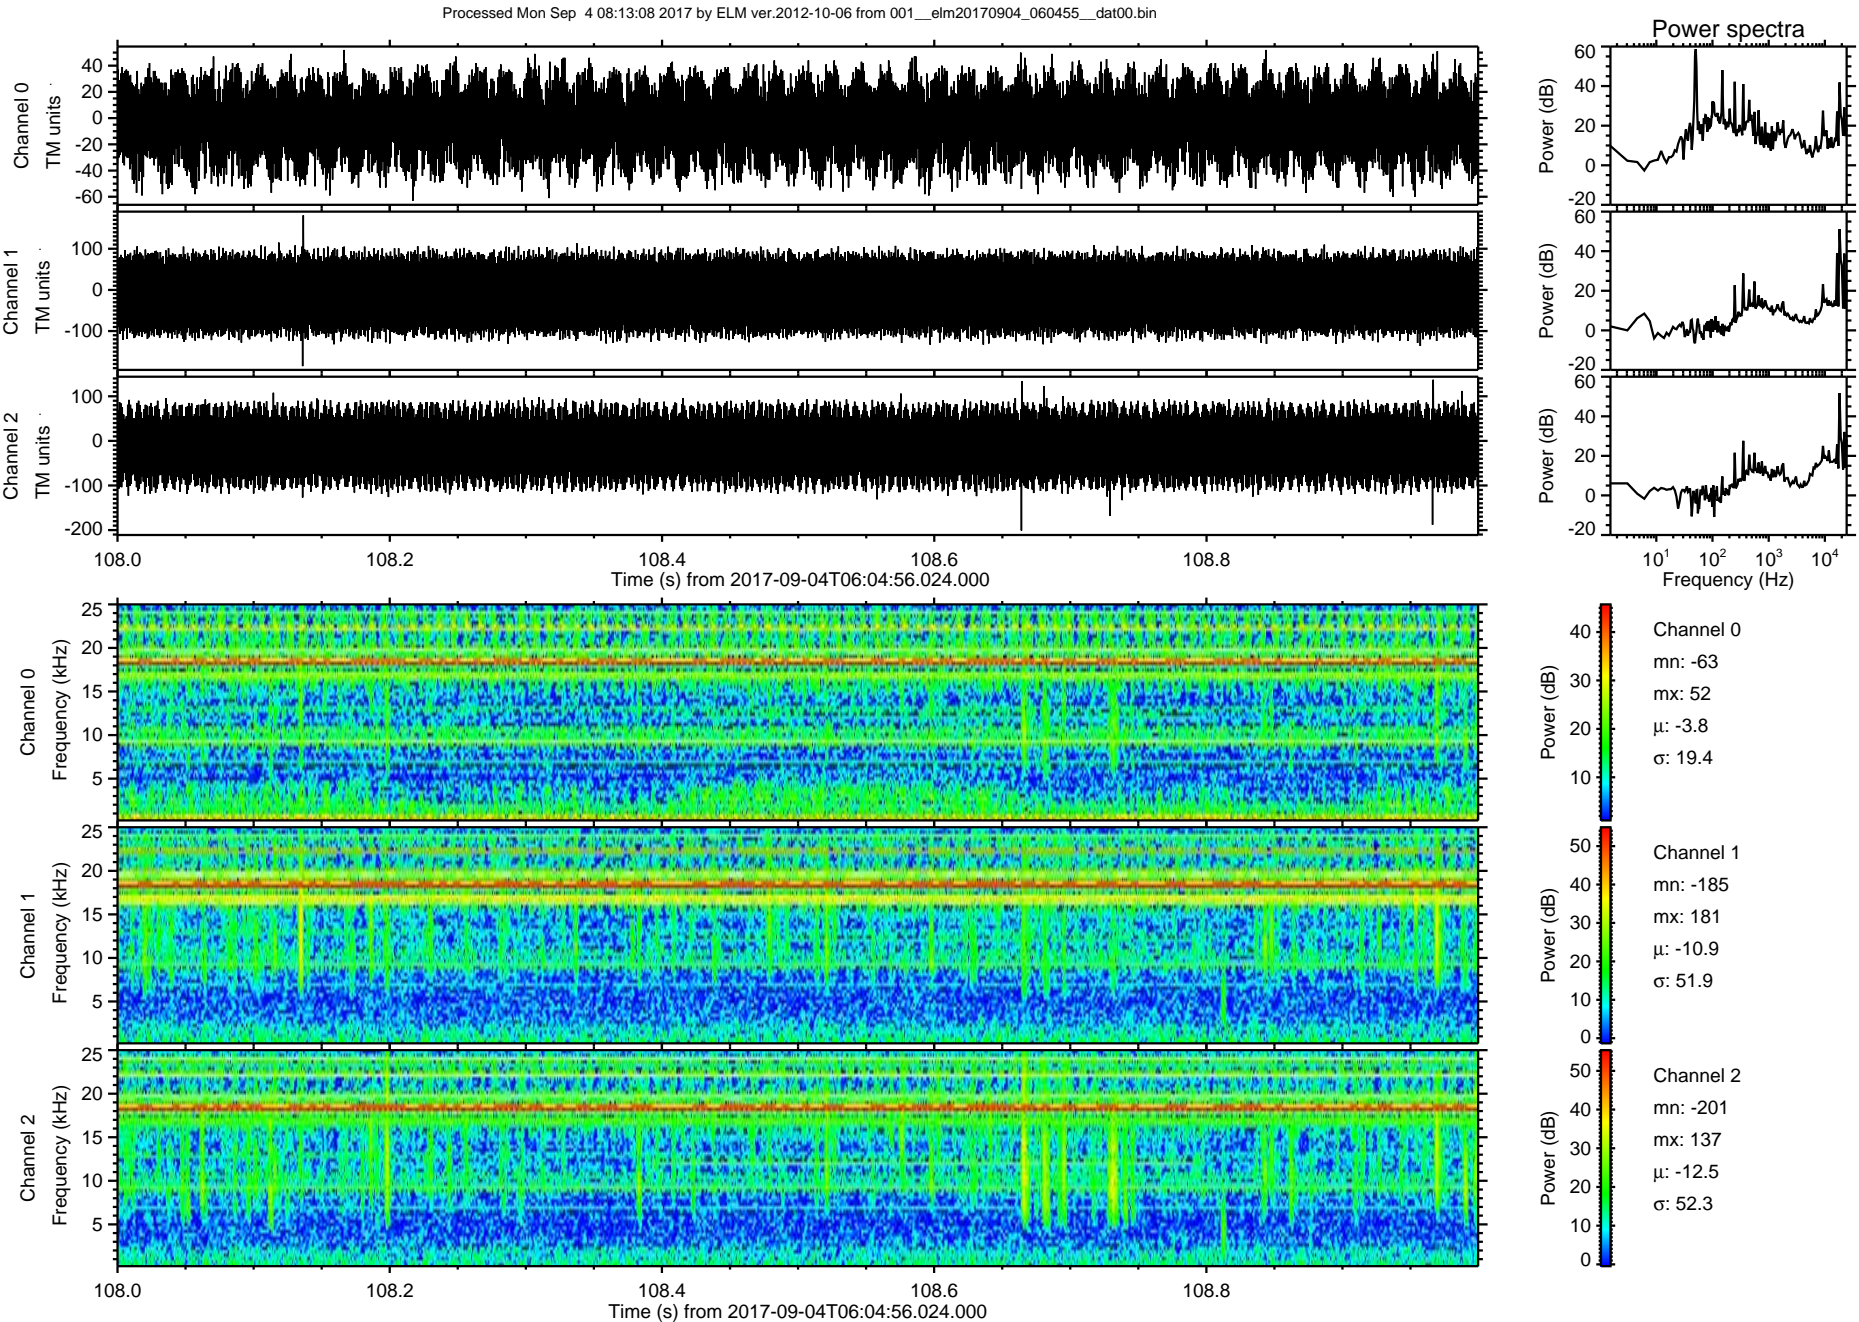 Processed Mon Sep  4 08:13:08 2017 by ELM ver.2012-10-06 from 001__elm20170904_060455__dat00.bin
Power spectra
Channel 0
TM units
40
20
0
-20
-40
-60
Power (dB)
60
40
20
0
-20
Channel 1
TM units
100
0
-100
Power (dB)
60
40
20
0
-20
Channel 2
TM units
100
0
-100
-200
Power (dB)
60
40
20
0
-20
108.0 108.2 108.4 108.6 108.8
Time (s) from 2017-09-04T06:04:56.024.000
10^1 10^2 10^3 10^4
Frequency (Hz)
Channel 0
Frequency (kHz)
25
20
15
10
5
Power (dB)
40
30
20
10
Channel 0
mn: -63
mx: 52
μ: -3.8
σ: 19.4
Channel 1
Frequency (kHz)
25
20
15
10
5
Power (dB)
50
40
30
20
10
0
Channel 1
mn: -185
mx: 181
μ: -10.9
σ: 51.9
Channel 2
Frequency (kHz)
25
20
15
10
5
Power (dB)
50
40
30
20
10
0
Channel 2
mn: -201
mx: 137
μ: -12.5
σ: 52.3
108.0 108.2 108.4 108.6 108.8
Time (s) from 2017-09-04T06:04:56.024.000